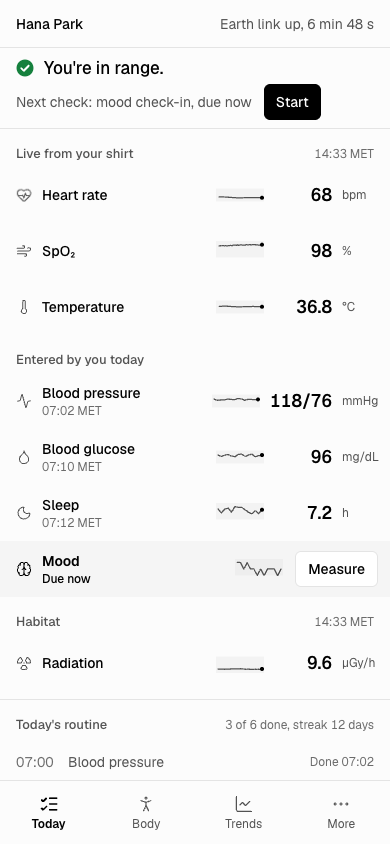 Hana Park
Earth link up, 6 min 48 s
You're in range.
Next check: mood check-in, due now
Start
Live from your shirt
14:33 MET
Heart rate
68 bpm
SpO₂
98 %
Temperature
36.8 °C
Entered by you today
Blood pressure
07:02 MET
118/76 mmHg
Blood glucose
07:10 MET
96 mg/dL
Sleep
07:12 MET
7.2 h
Mood
Due now
Measure
Habitat
14:33 MET
Radiation
9.6 µGy/h
Today's routine
3 of 6 done, streak 12 days
07:00 Blood pressure
Done 07:02
Today
Body
Trends
More